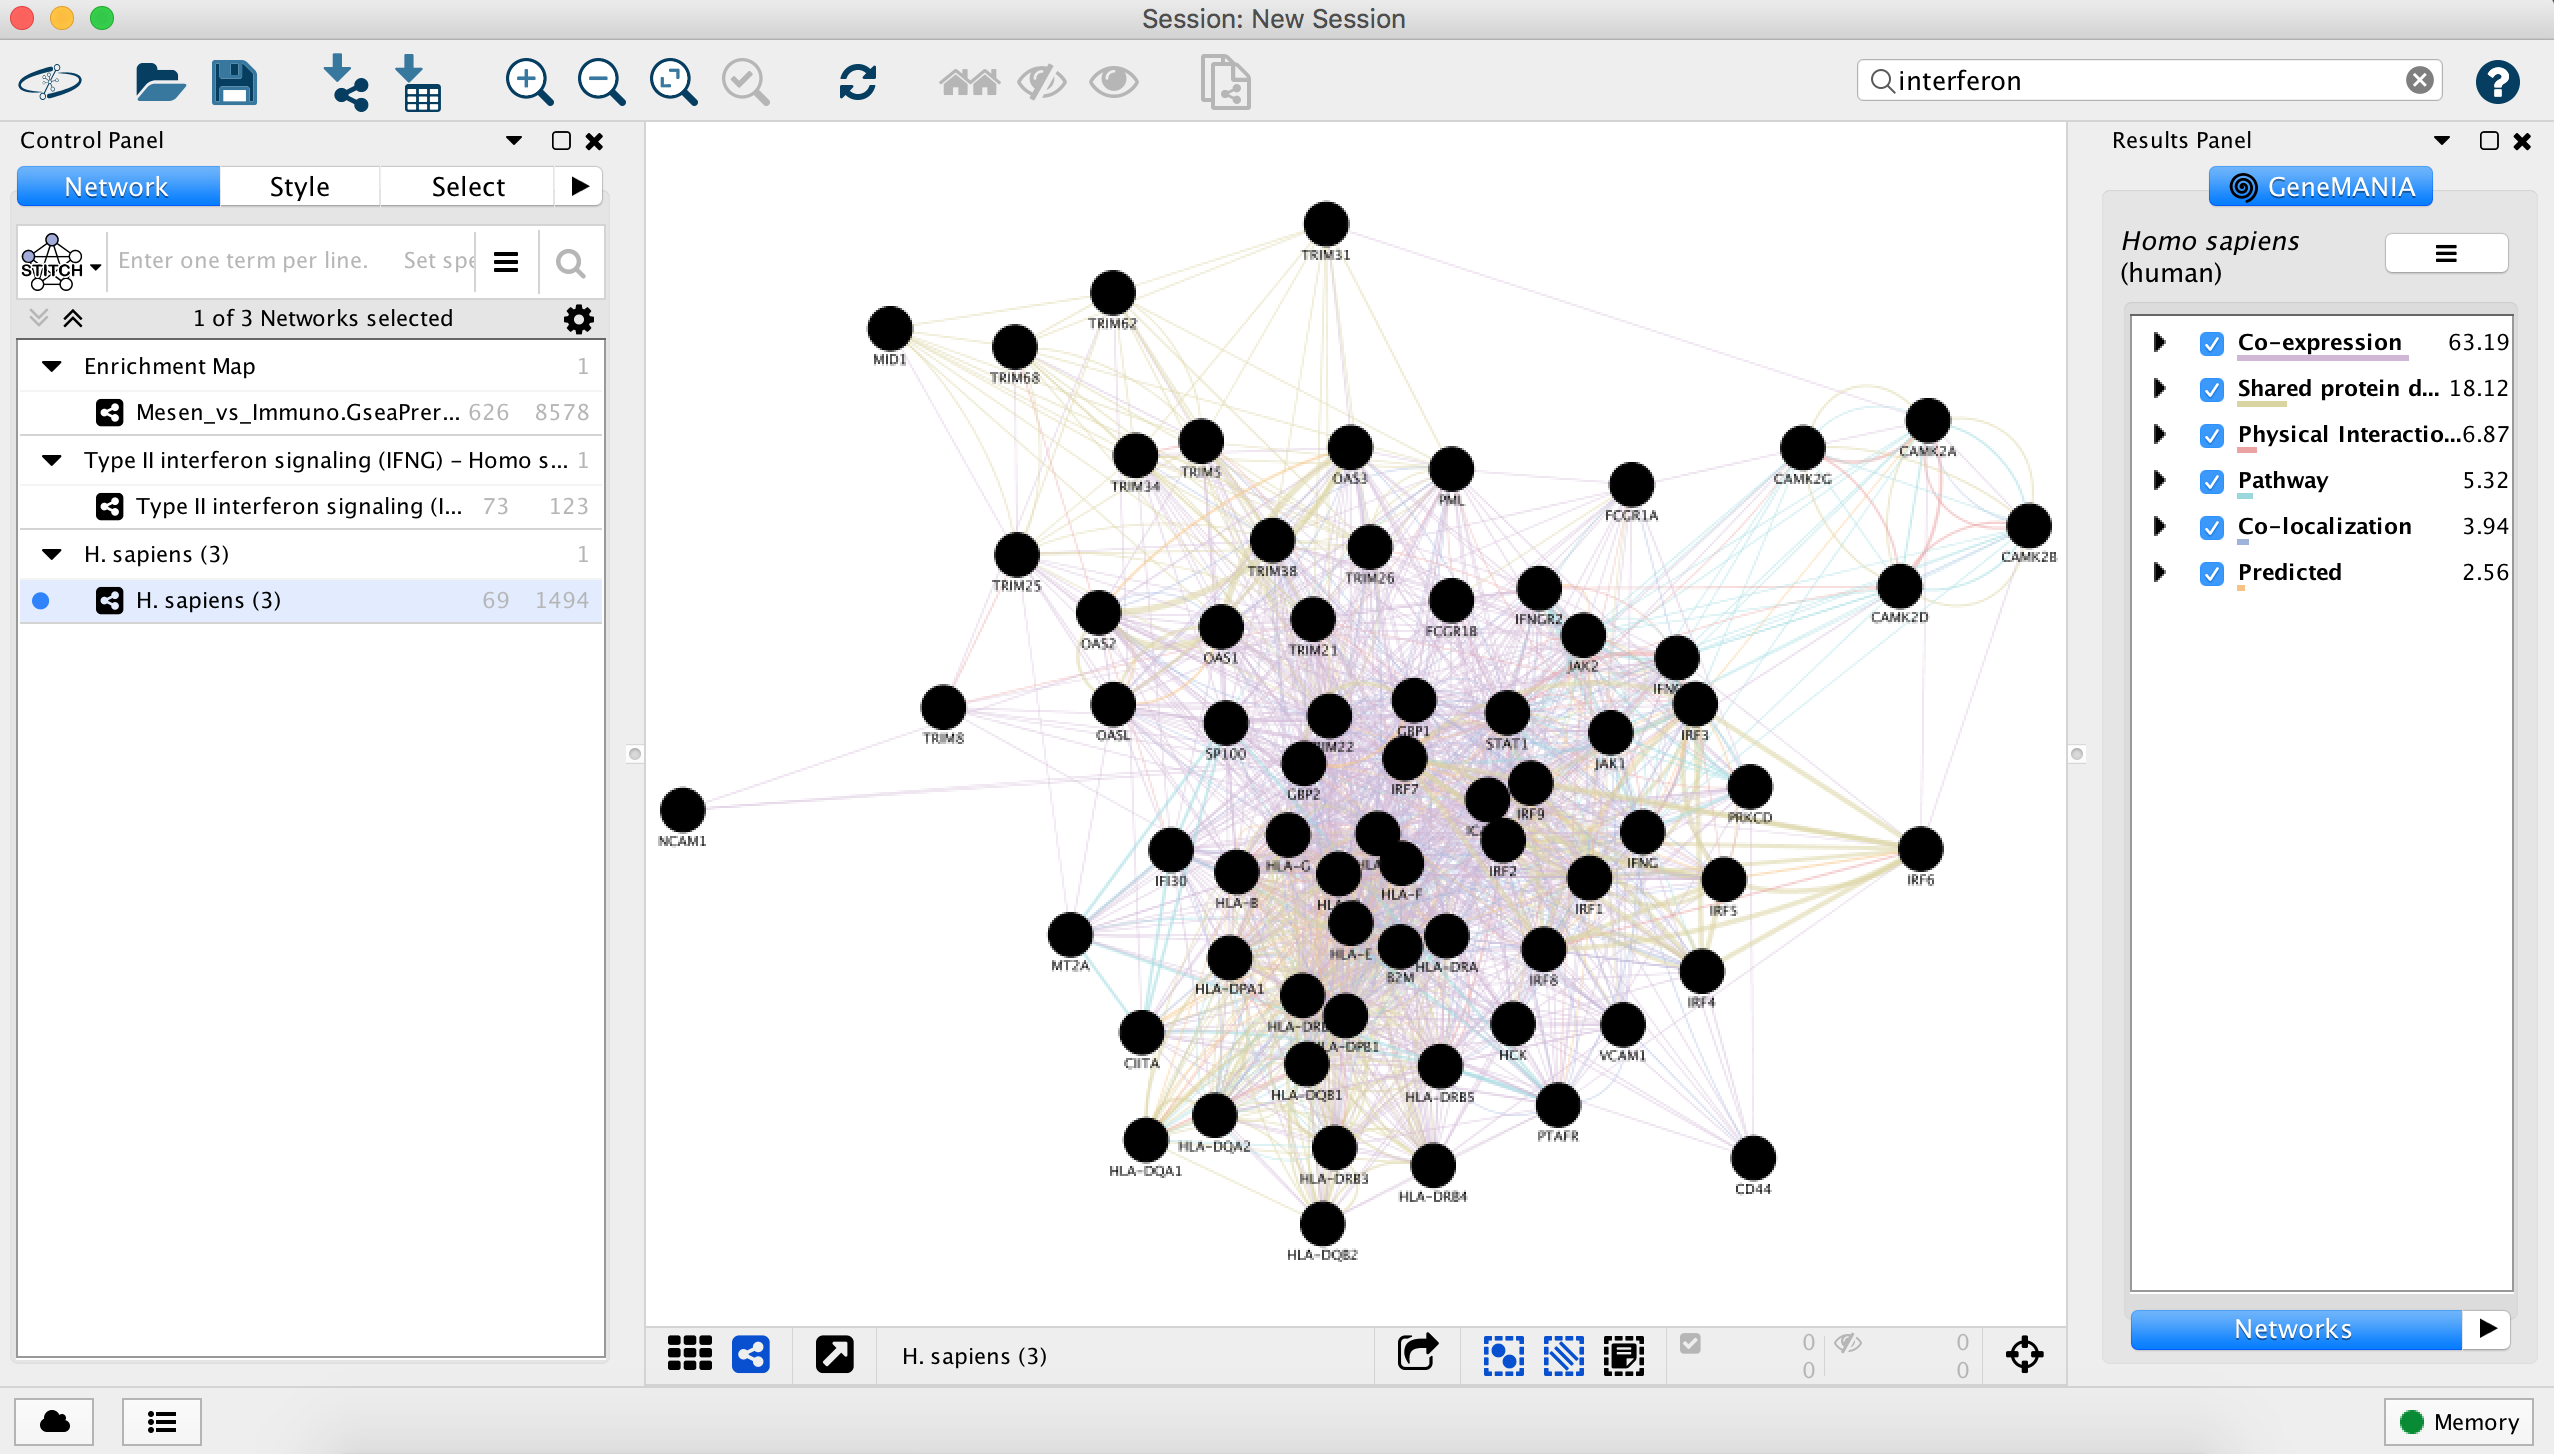 Session: New Session
interferon
Control Panel
Network Style Select
STITCH Enter one term per line. Set spe
1 of 3 Networks selected
Enrichment Map 1
Mesen_vs_Immuno.GseaPrer... 626 8578
Type II interferon signaling (IFNG) – Homo s... 1
Type II interferon signaling (I... 73 123
H. sapiens (3) 1
H. sapiens (3) 69 1494
TRIM31
TRIM62
MID1
TRIM68
TRIM34
TRIM5
OAS3
PML
FCGR1A
CAMK2G
CAMK2A
CAMK2B
TRIM25
TRIM38
TRIM26
CAMK2D
OAS2
OAS1
TRIM21
FCGR1B
IFNGR2
JAK2
TRIM8
OASL
SP100
GBP1
STAT1
JAK1
IRF3
NCAM1
GBP2
IRF7
IRF9
PRKCD
IFI30
HLA-B
HLA-G
HLA-F
IRF2
IFNG
IRF1
IRF5
IRF6
MT2A
HLA-DPA1
HLA-E
B2M
HLA-DRA
IRF8
IRF4
CIITA
HLA-DQB1
HLA-DRB5
HCK
VCAM1
HLA-DQA1
HLA-DQA2
HLA-DRB3
HLA-DRB4
PTAFR
CD44
HLA-DQB2
H. sapiens (3)
0 0
0 0
Results Panel
GeneMANIA
Homo sapiens
(human)
Co-expression 63.19
Shared protein d... 18.12
Physical Interactio...6.87
Pathway 5.32
Co-localization 3.94
Predicted 2.56
Networks
Memory